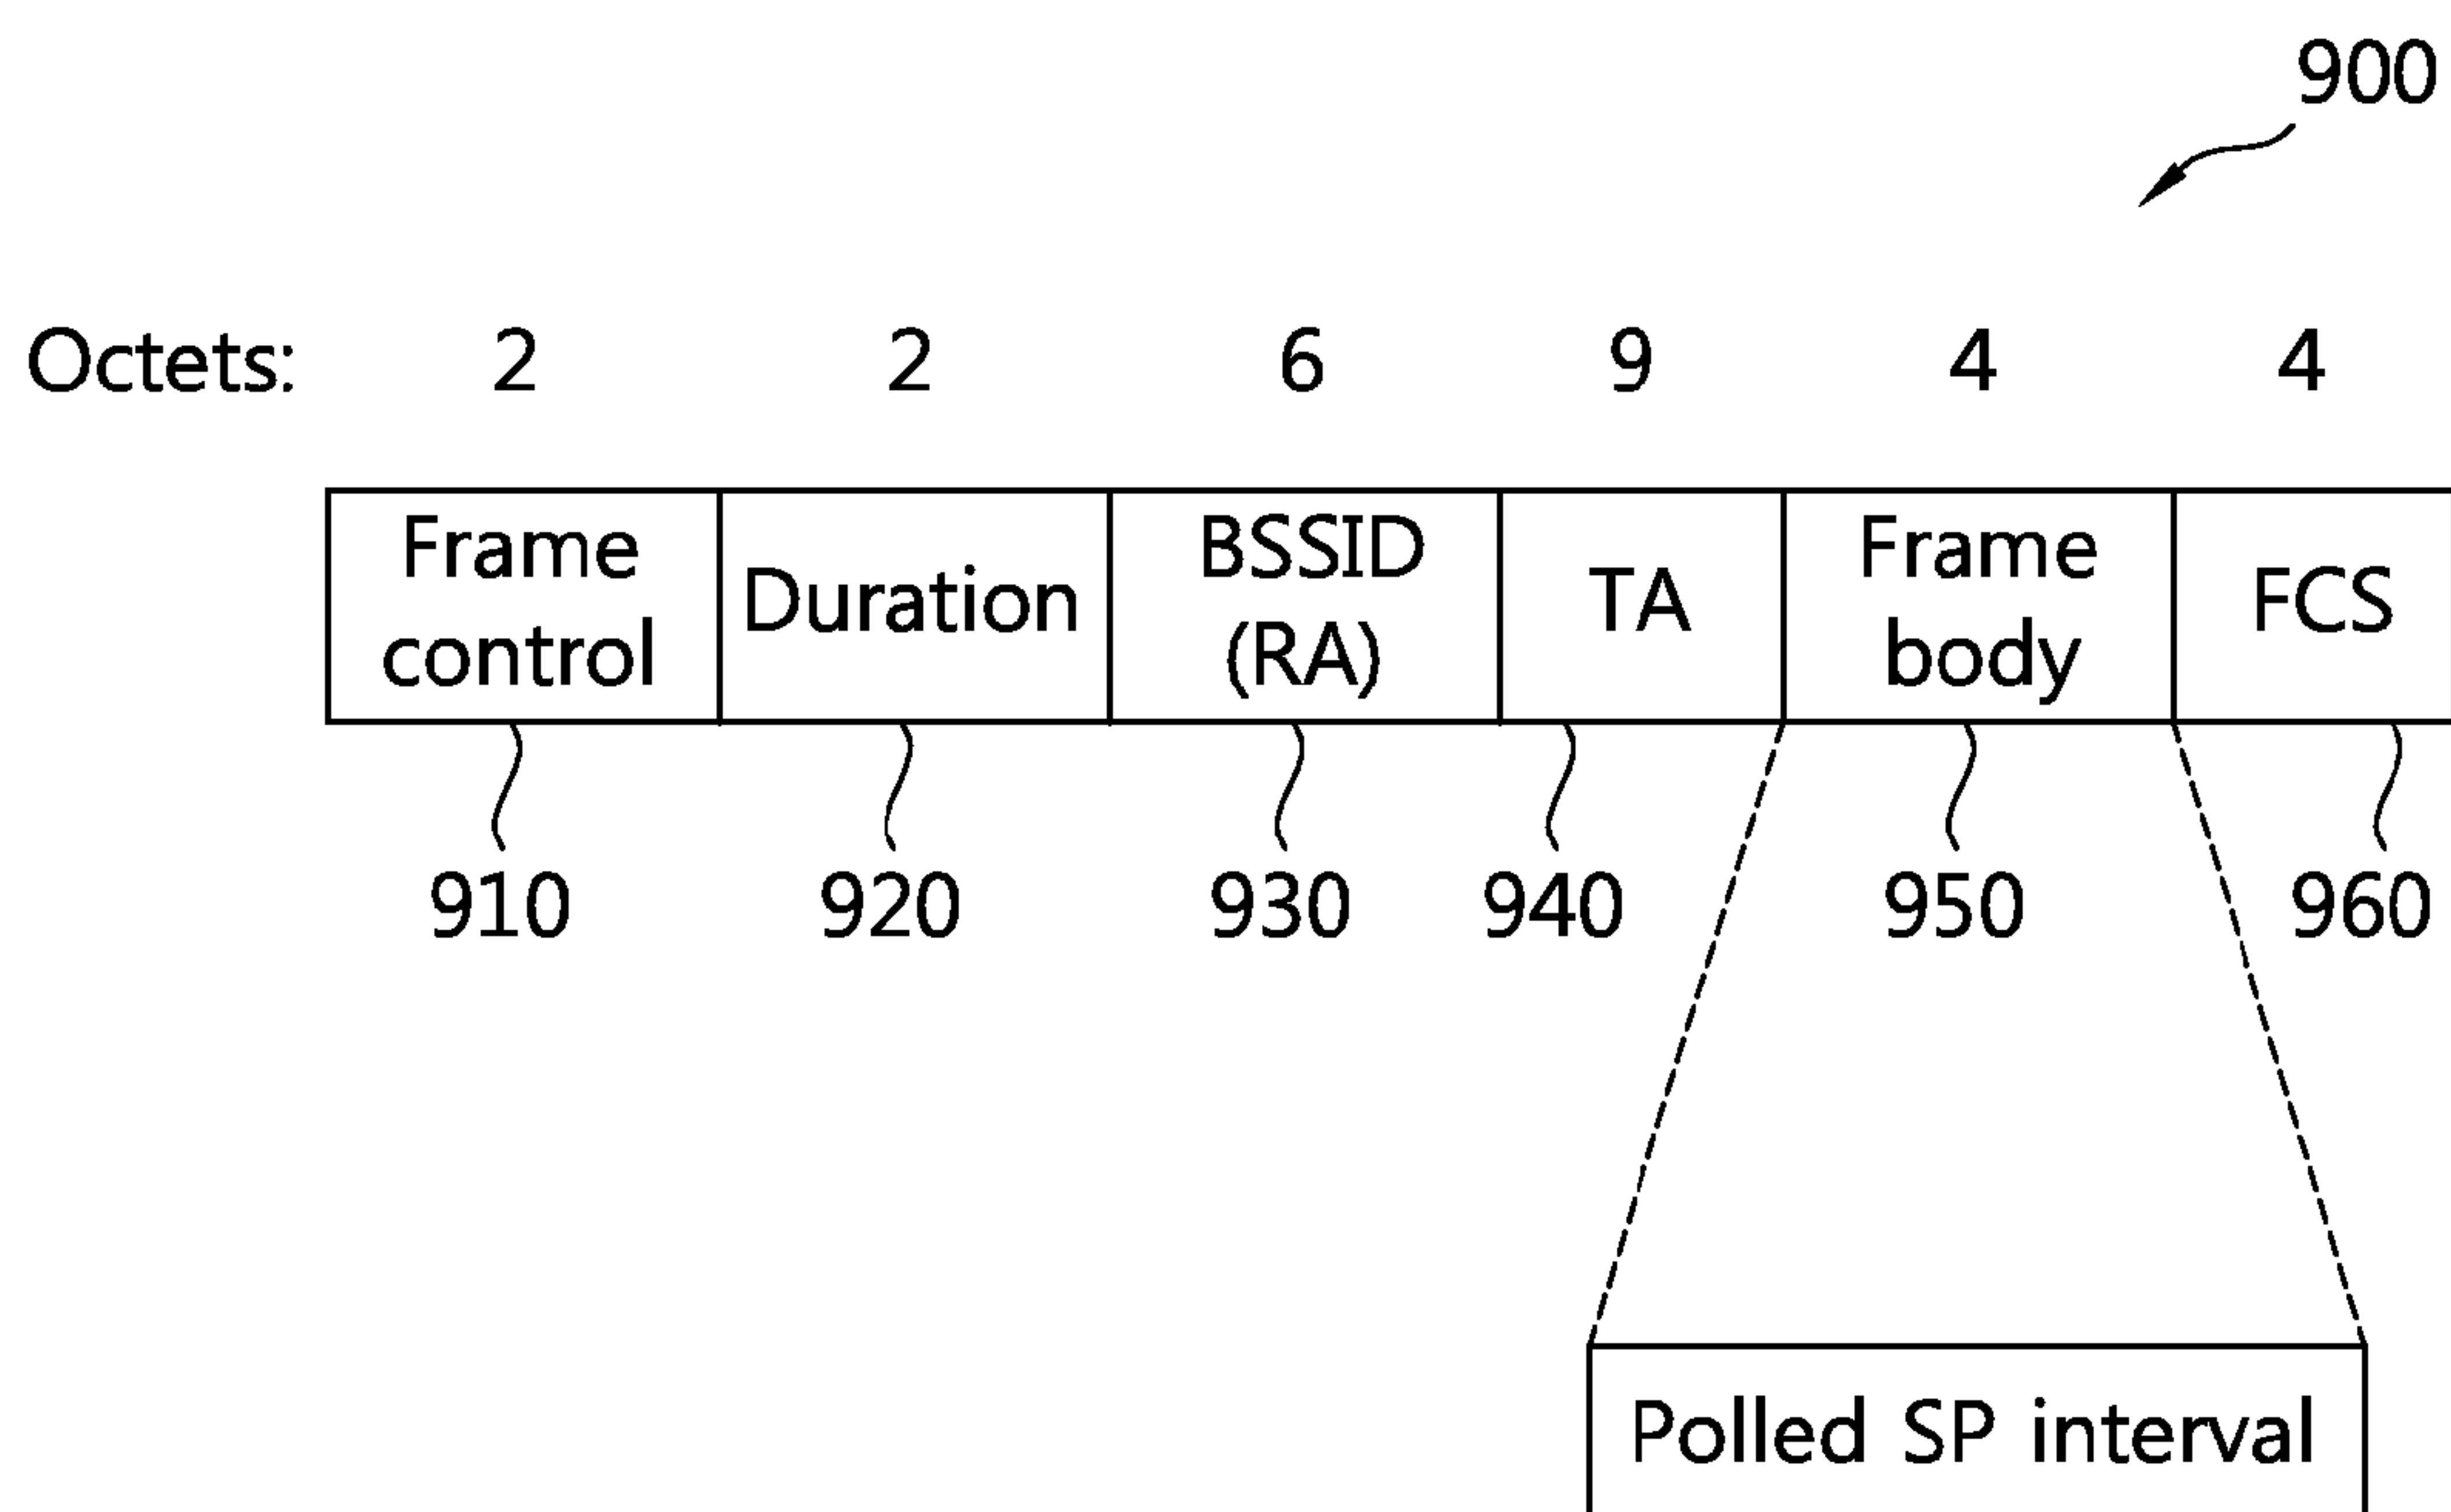 900
Octets: 2 2 6 9 4 4
Frame control
Duration
BSSID (RA)
TA
Frame body
FCS
910 920 930 940 950 960
Polled SP interval